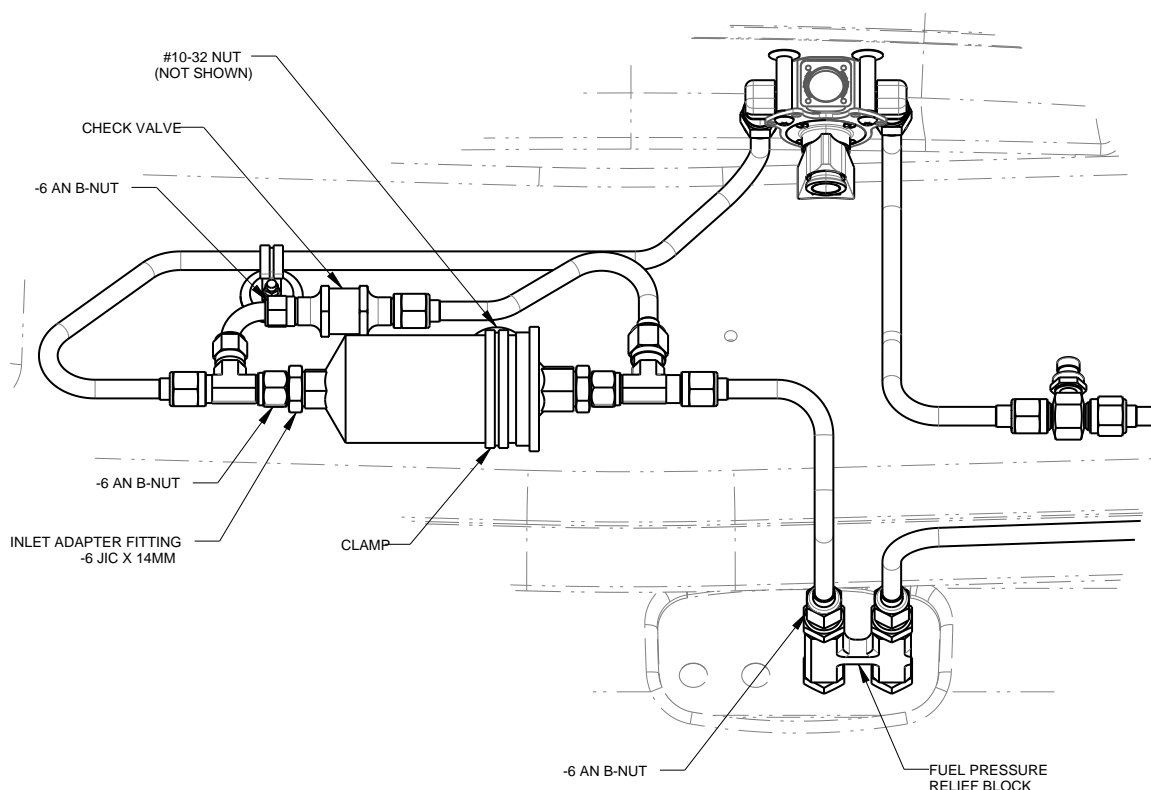 #10-32 NUT
(NOT SHOWN)
CHECK VALVE
-6 AN B-NUT
-6 AN B-NUT
INLET ADAPTER FITTING
-6 JIC X 14MM
CLAMP
-6 AN B-NUT
FUEL PRESSURE
RELIEF BLOCK